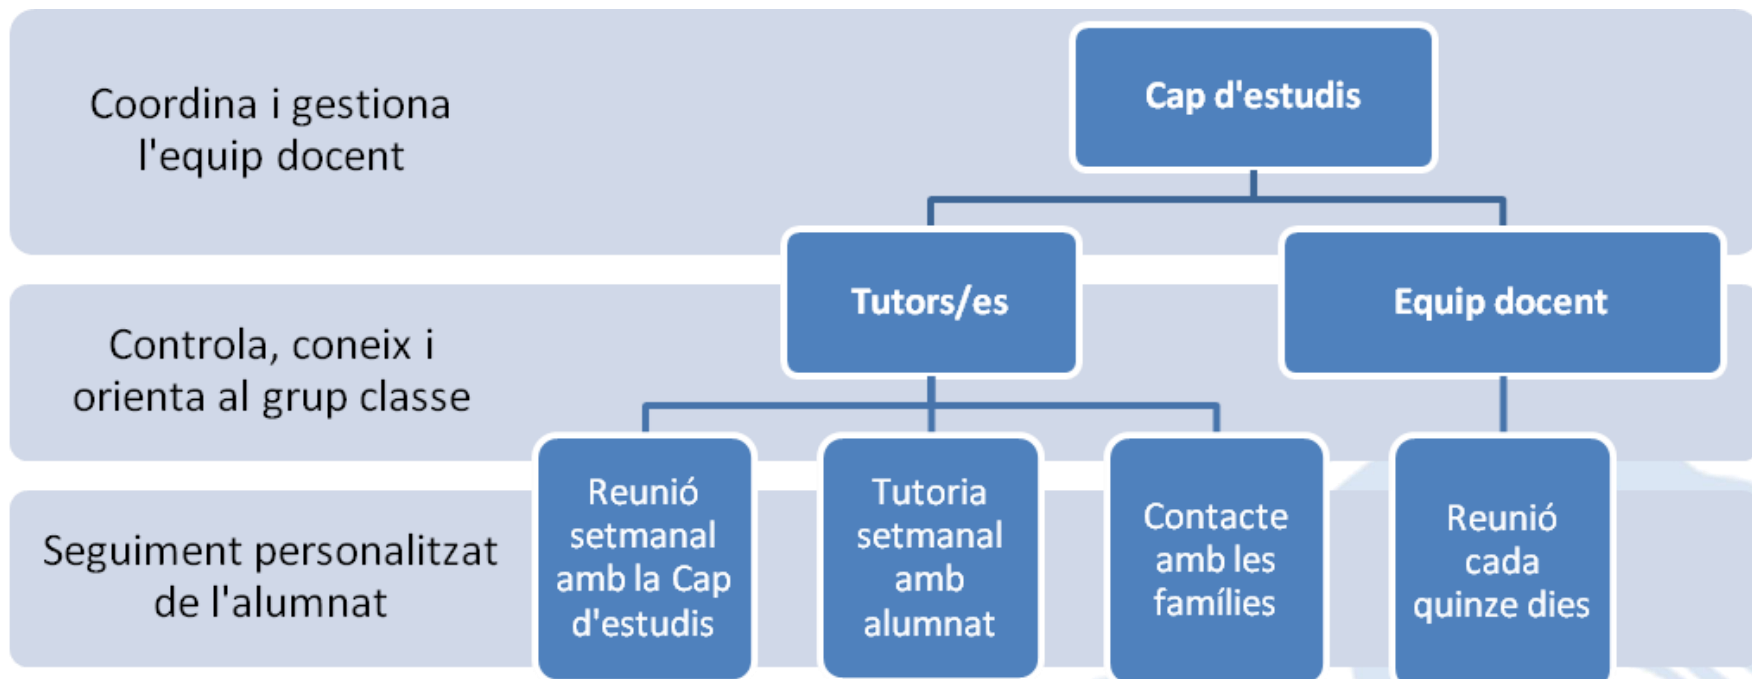 Coordina i gestiona
l'equip docent
Cap d'estudis
Controla, coneix i
orienta al grup classe
Tutors/es
Equip docent
Seguiment personalitzat
de l'alumnat
Reunió
setmanal
amb la Cap
d'estudis
Tutoria
setmanal
amb
alumnat
Contacte
amb les
famílies
Reunió
cada
quinze dies